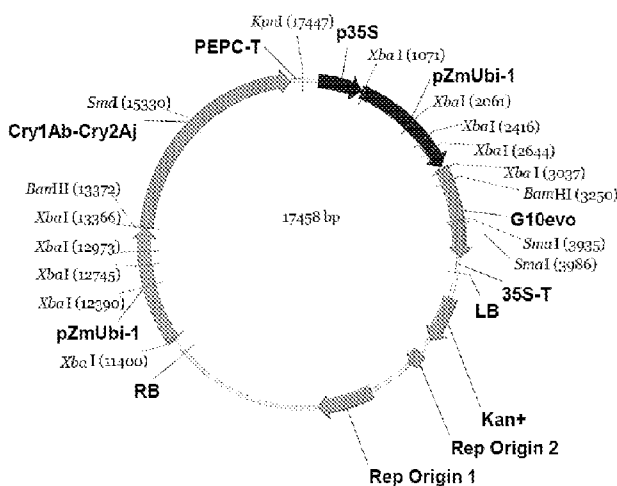 KpnI (17447)
p35S
PEPC-T
XbaI (1071)
pZmUbi-1
XbaI (2061)
XbaI (2416)
XbaI (2644)
XbaI (3037)
BamHI (3250)
G10evo
SmaI (3935)
SmaI (3986)
35S-T
LB
Kan+
Rep Origin 2
Rep Origin 1
RB
XbaI (11400)
pZmUbi-1
XbaI (12390)
XbaI (12745)
XbaI (12973)
XbaI (13366)
BamHI (13372)
Cry1Ab-Cry2Aj
SmaI (15330)
17458 bp